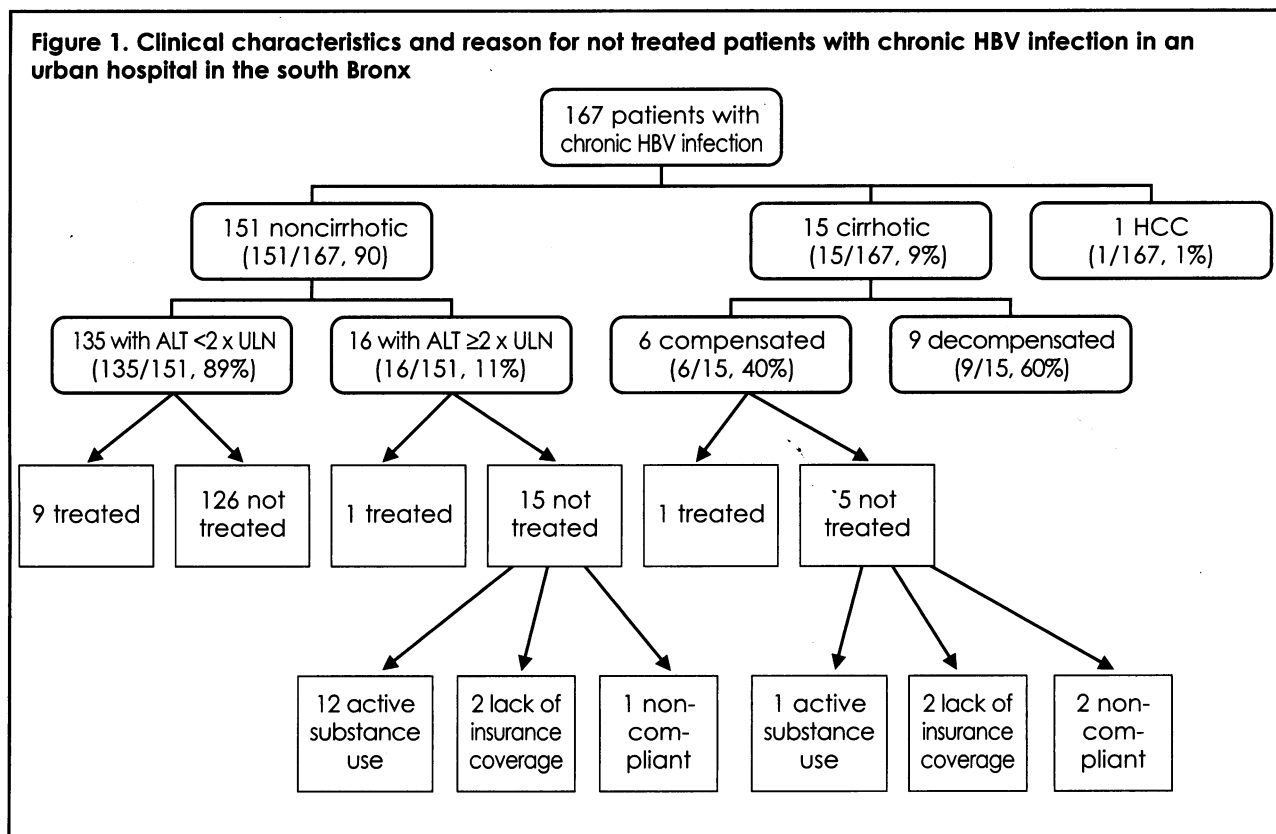 Figure 1. Clinical characteristics and reason for not treated patients with chronic HBV infection in an
urban hospital in the south Bronx
167 patients with
chronic HBV infection
151 noncirrhotic
(151/167, 90)
15 cirrhotic
(15/167, 9%)
1 HCC
(1/167, 1%)
135 with ALT <2 x ULN
(135/151, 89%)
16 with ALT ≥2 x ULN
(16/151, 11%)
6 compensated
(6/15, 40%)
9 decompensated
(9/15, 60%)
9 treated
126 not
treated
1 treated
15 not
treated
1 treated
5 not
treated
12 active
substance
use
2 lack of
insurance
coverage
1 non-
com-
pliant
1 active
substance
use
2 lack of
insurance
coverage
2 non-
com-
pliant